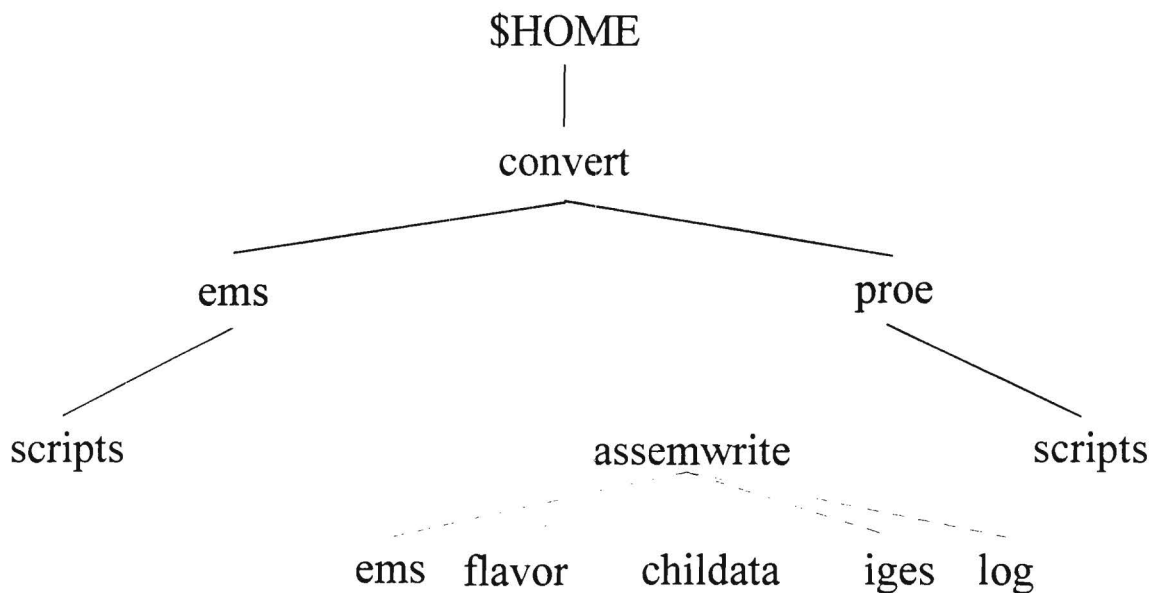 $HOME
convert
ems proe
scripts assemwrite scripts
ems flavor childata iges log